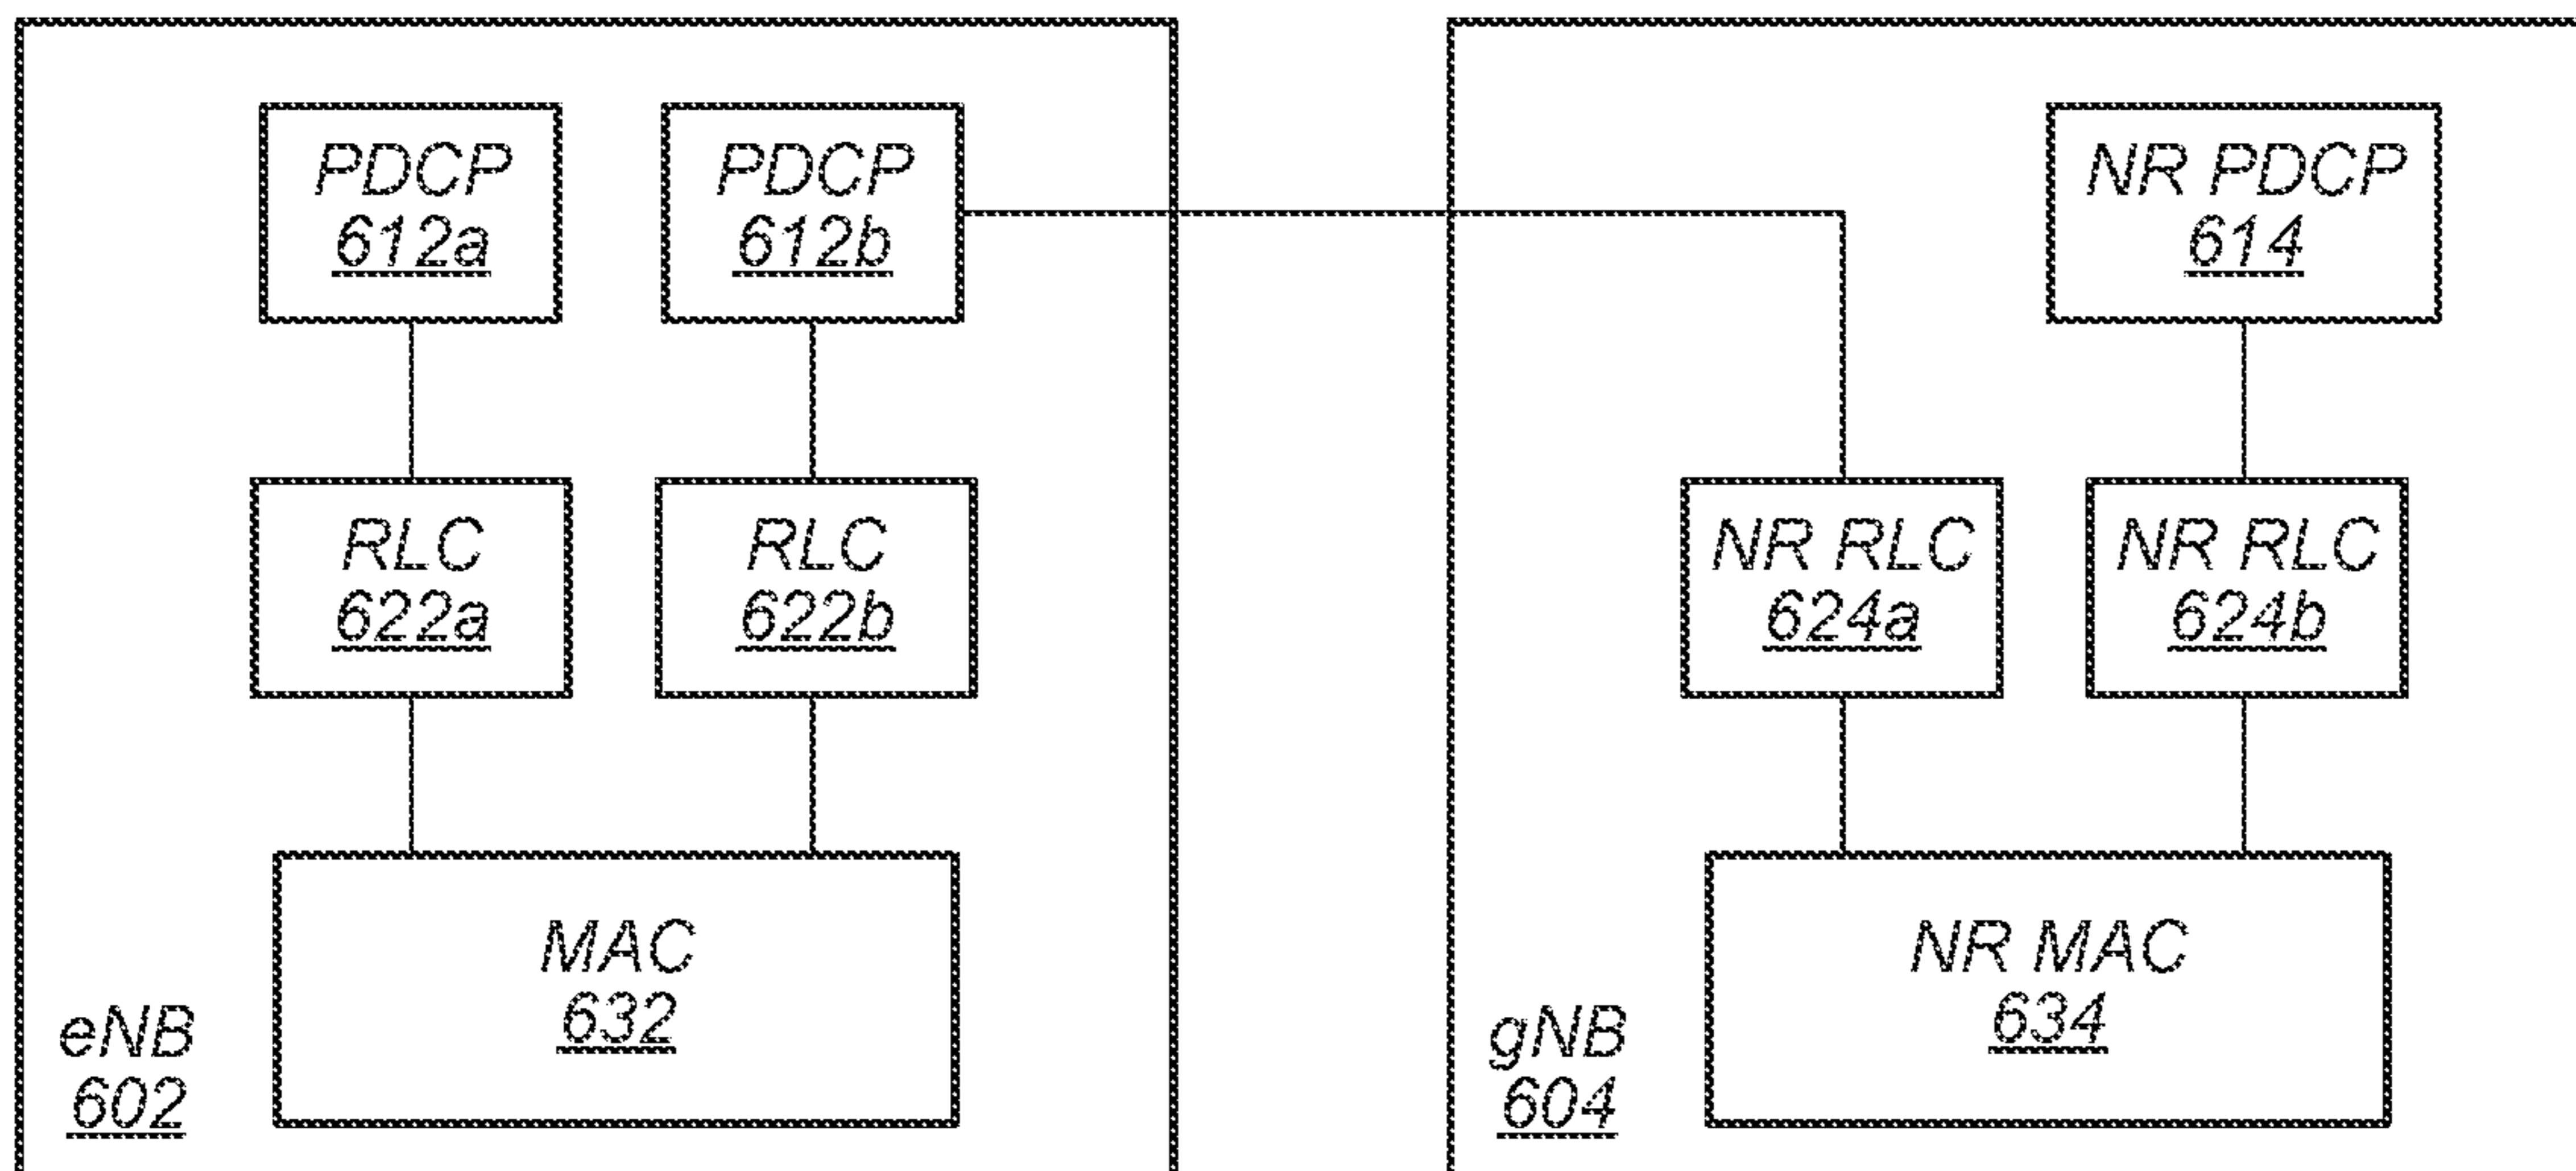 PDCP
612a
PDCP
612b
NR PDCP
614
RLC
622a
RLC
622b
NR RLC
624a
NR RLC
624b
MAC
632
NR MAC
634
eNB
602
gNB
604